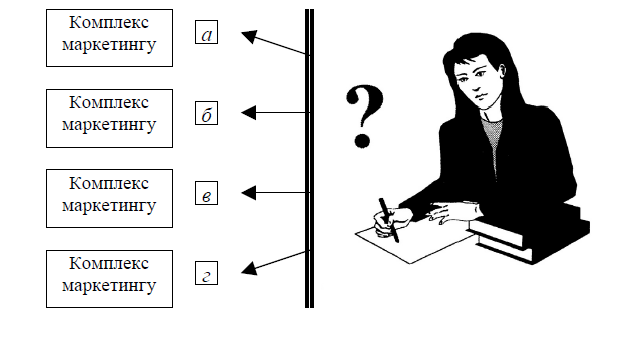 Комплекс
маркетингу
а
Комплекс
маркетингу
б
Комплекс
маркетингу
в
Комплекс
маркетингу
г
?